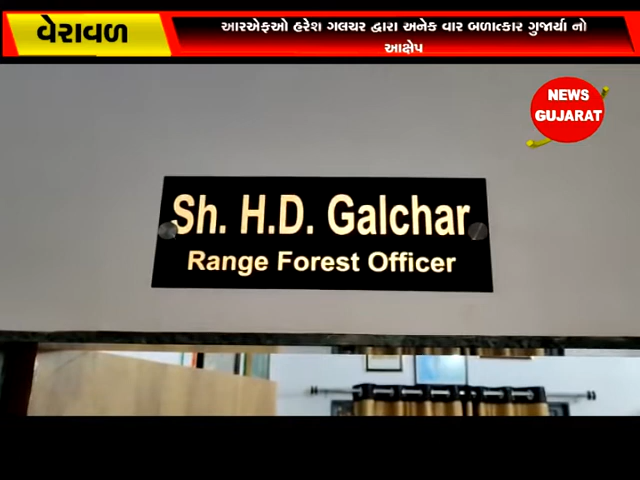 વેરાવળ
આરએફઓ હરેશ ગલચર દ્વારા અનેક વાર બળાત્કાર ગુજાર્યા નો
આક્ષેપ
NEWS
GUJARAT
Sh. H.D. Galchar
Range Forest Officer